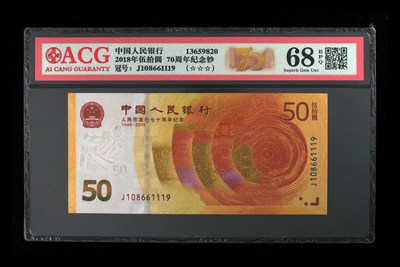 ACG
AI CANG GUARANTY
中国人民银行 13659820
2018年伍拾圆 70周年纪念钞
冠号: J108661119 (☆☆☆)
70
68 EPQ
Superb Gem Unc
中国人民银行
人民币发行七十周年纪念
1948-2018
50 伍拾圆
50
50
J108661119
J108661119